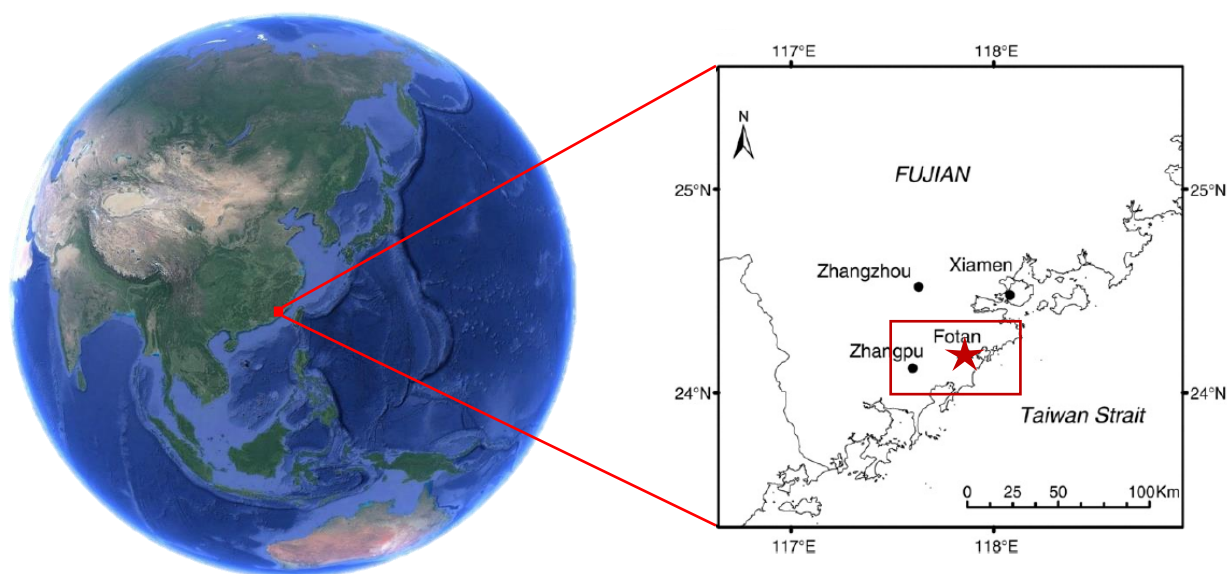 117°E 118°E
N
FUJIAN
25°N 25°N
Zhangzhou Xiamen
Fotan
Zhangpu
24°N 24°N
Taiwan Strait
0 25 50 100Km
117°E 118°E